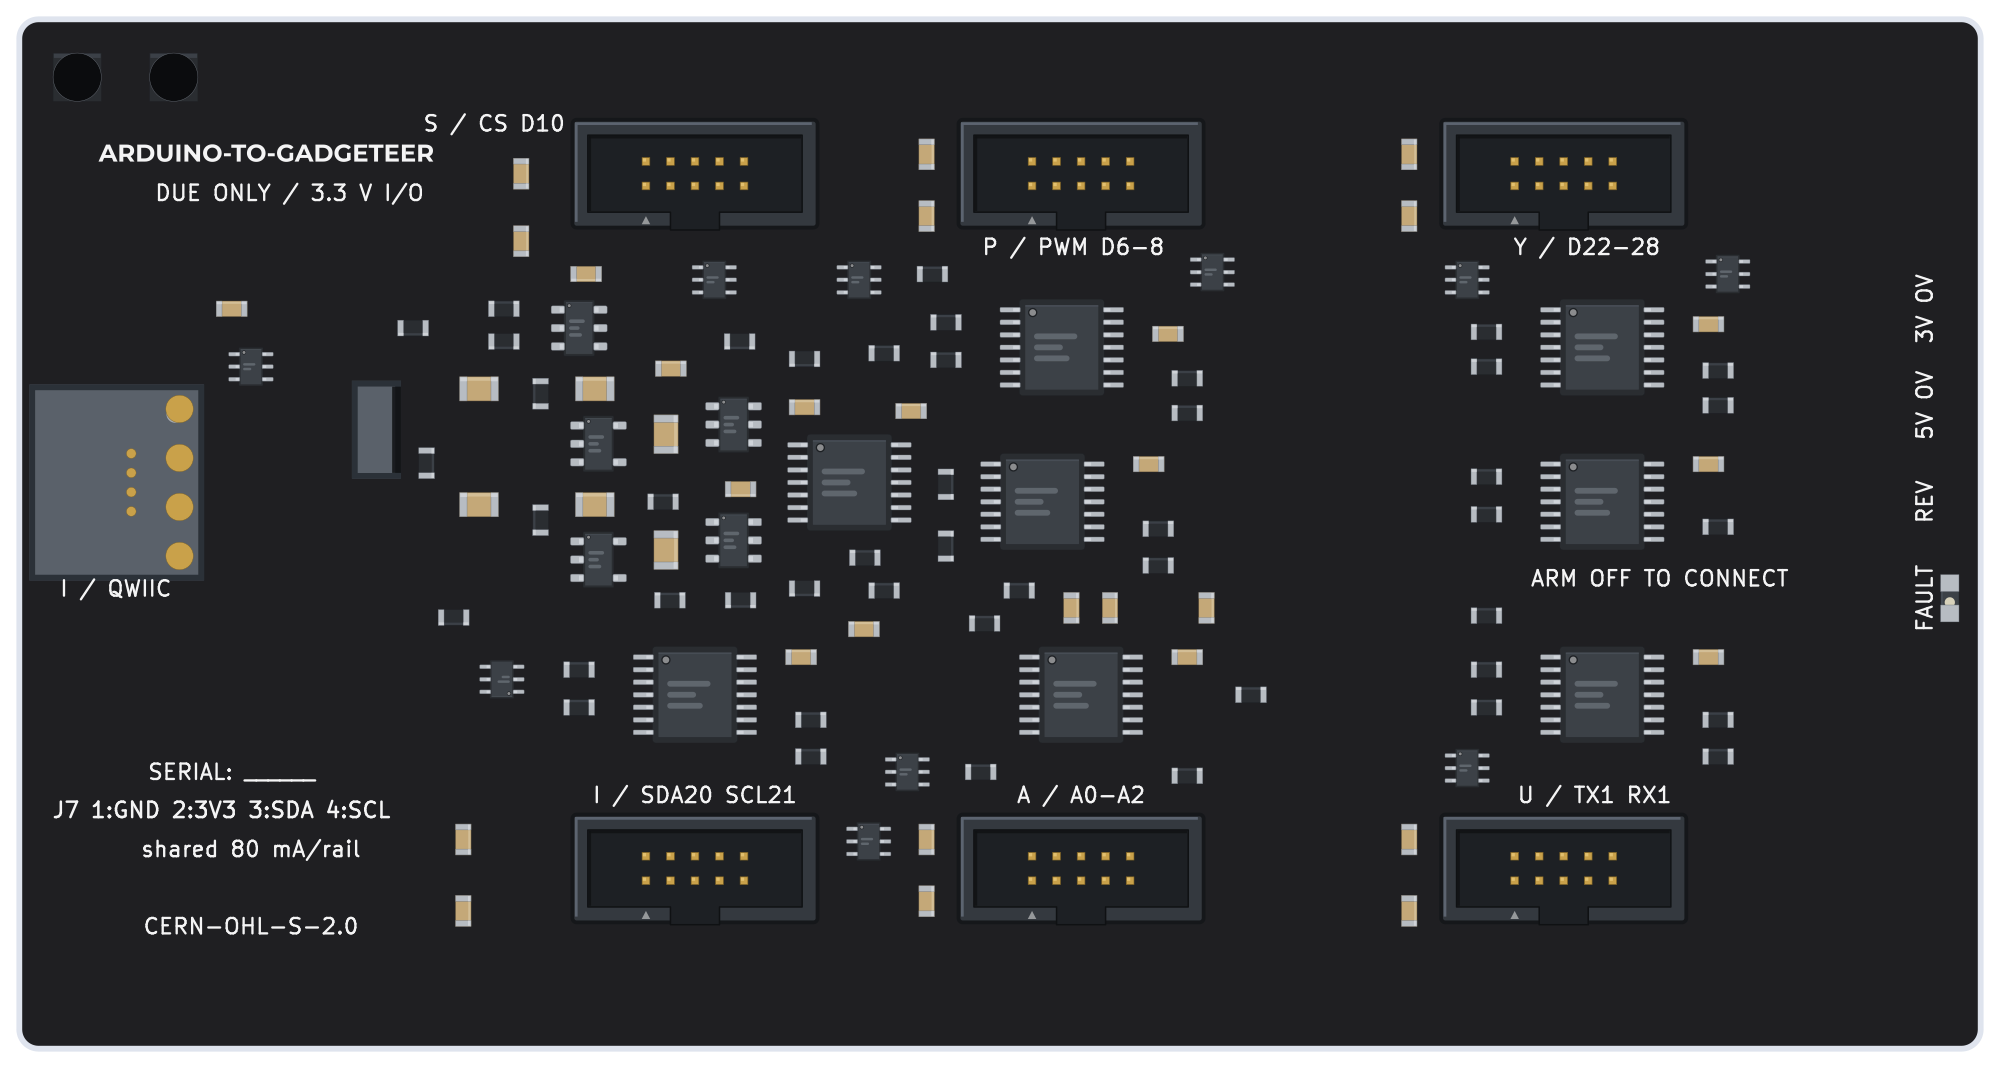 S / CS D10
ARDUINO-TO-GADGETEER
DUE ONLY / 3.3 V I/O
P / PWM D6-8
Y / D22-28
3V OV
5V OV
REV
FAULT
ARM OFF TO CONNECT
I / QWIIC
SERIAL: ______
J7 1:GND 2:3V3 3:SDA 4:SCL
shared 80 mA/rail
CERN-OHL-S-2.0
I / SDA20 SCL21
A / A0-A2
U / TX1 RX1